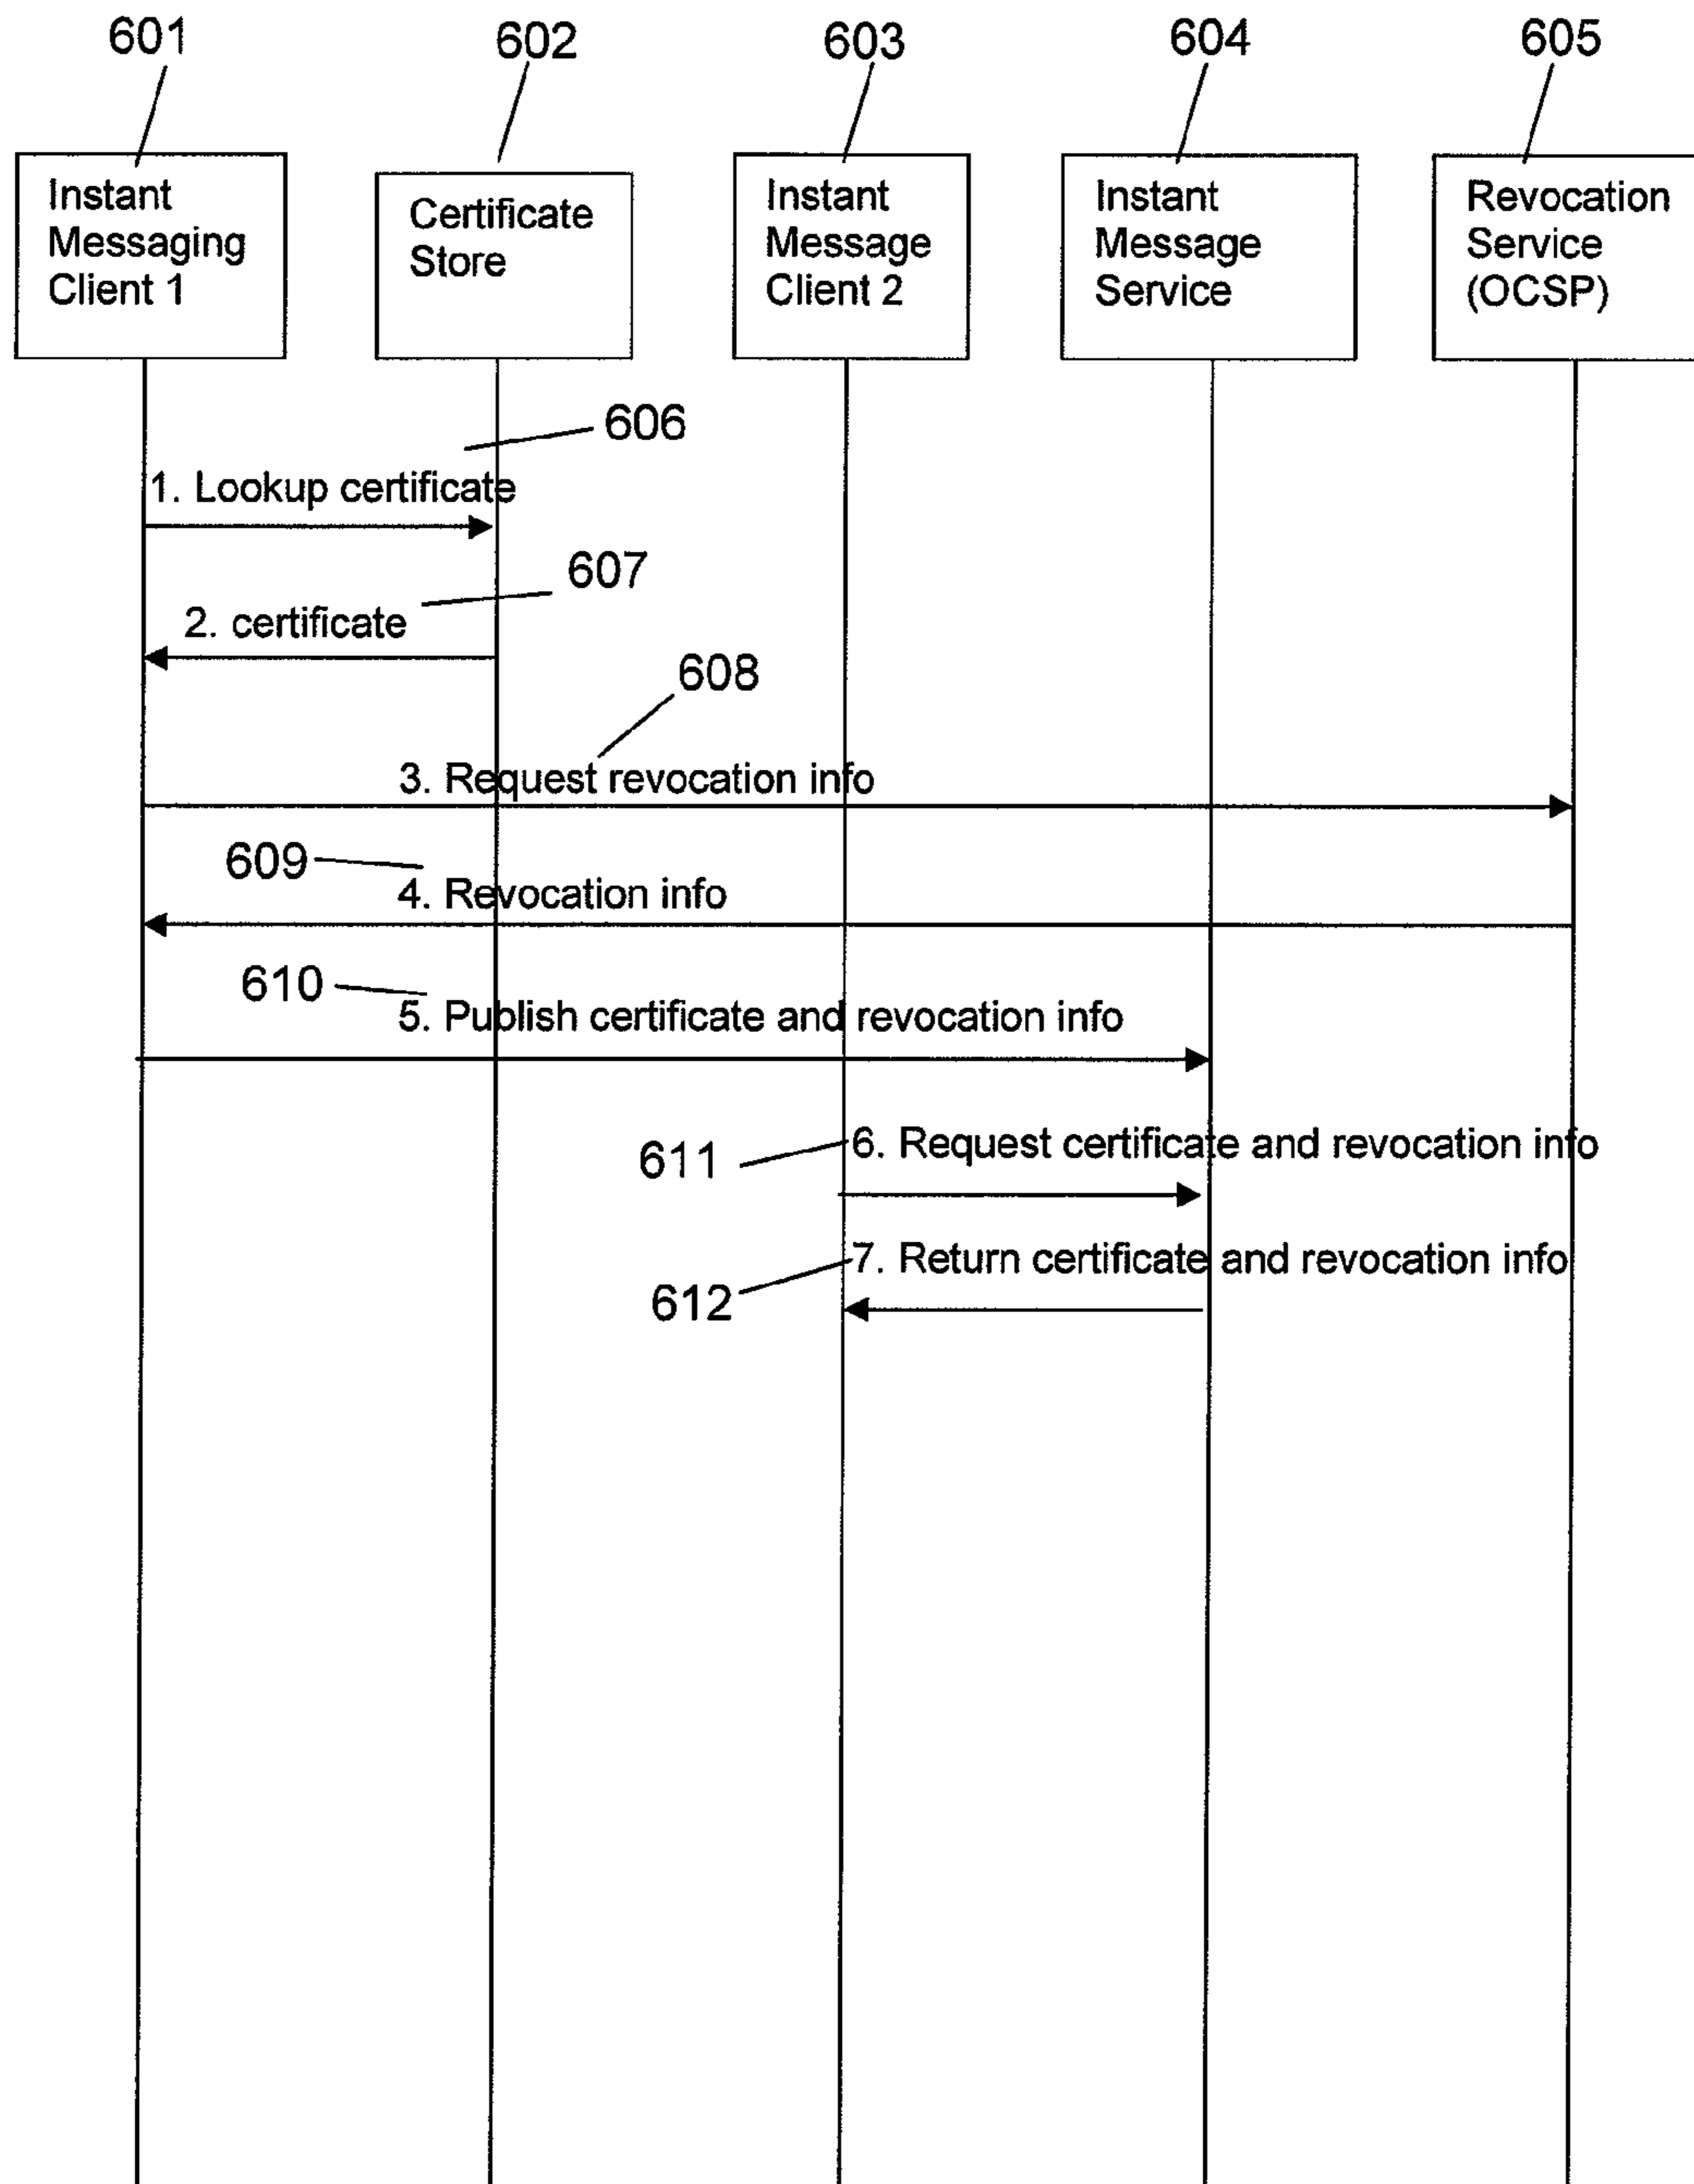 601
602
603
604
605
Instant
Messaging
Client 1
Certificate
Store
Instant
Message
Client 2
Instant
Message
Service
Revocation
Service
(OCSP)
606
1. Lookup certificate
607
2. certificate
608
3. Request revocation info
609
4. Revocation info
610
5. Publish certificate and revocation info
611
6. Request certificate and revocation info
612
7. Return certificate and revocation info